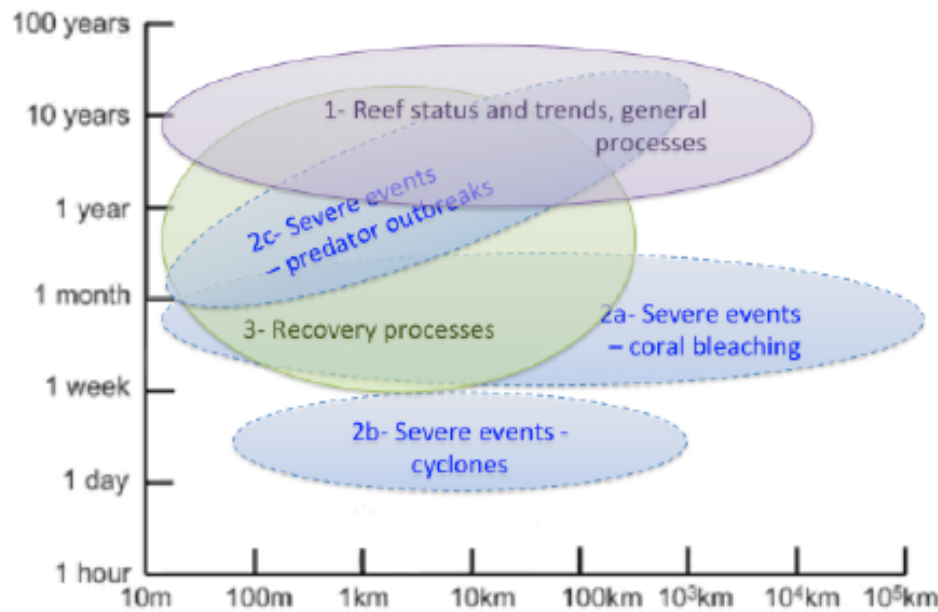 100 years
10 years
1 year
1 month
1 week
1 day
1 hour
1- Reef status and trends, general
processes
2c- Severe events
– predator outbreaks
3- Recovery processes
2a- Severe events
– coral bleaching
2b- Severe events -
cyclones
10m 100m 1km 10km 100km 10³km 10⁴km 10⁵km